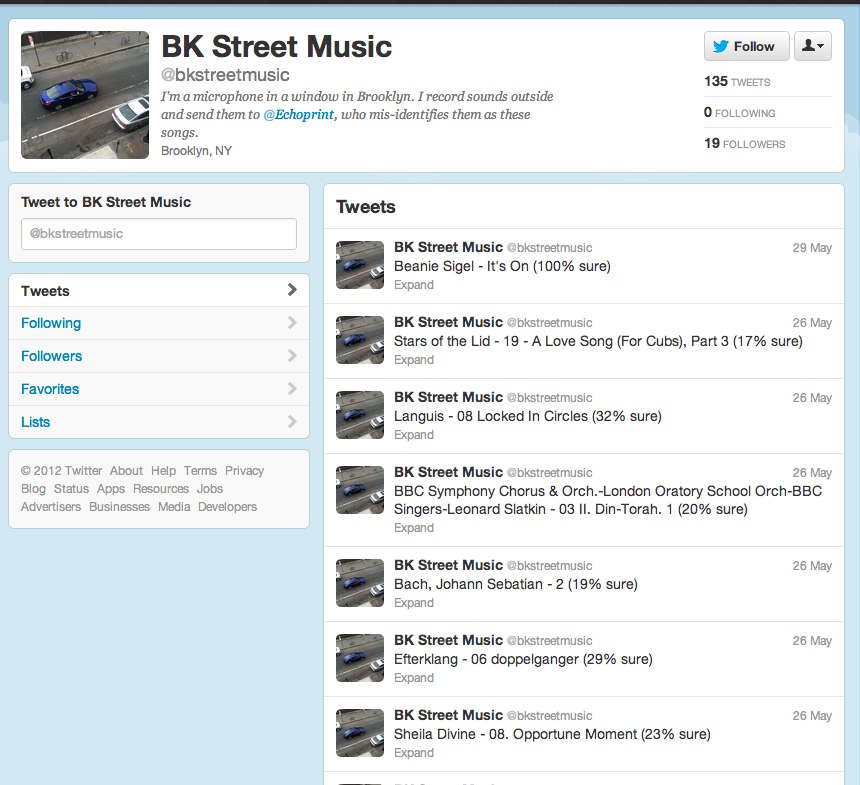 BK Street Music
@bkstreetmusic
I'm a microphone in a window in Brooklyn. I record sounds outside
and send them to @Echoprint, who mis-identifies them as these
songs.
Brooklyn, NY
Follow
135 TWEETS
0 FOLLOWING
19 FOLLOWERS
Tweet to BK Street Music
@bkstreetmusic
Tweets
Following
Followers
Favorites
Lists
© 2012 Twitter About Help Terms Privacy
Blog Status Apps Resources Jobs
Advertisers Businesses Media Developers
Tweets
BK Street Music @bkstreetmusic 29 May
Beanie Sigel - It's On (100% sure)
Expand
BK Street Music @bkstreetmusic 26 May
Stars of the Lid - 19 - A Love Song (For Cubs), Part 3 (17% sure)
Expand
BK Street Music @bkstreetmusic 26 May
Languis - 08 Locked In Circles (32% sure)
Expand
BK Street Music @bkstreetmusic 26 May
BBC Symphony Chorus & Orch.-London Oratory School Orch-BBC
Singers-Leonard Slatkin - 03 II. Din-Torah. 1 (20% sure)
Expand
BK Street Music @bkstreetmusic 26 May
Bach, Johann Sebatian - 2 (19% sure)
Expand
BK Street Music @bkstreetmusic 26 May
Efterklang - 06 doppelganger (29% sure)
Expand
BK Street Music @bkstreetmusic 26 May
Sheila Divine - 08. Opportune Moment (23% sure)
Expand